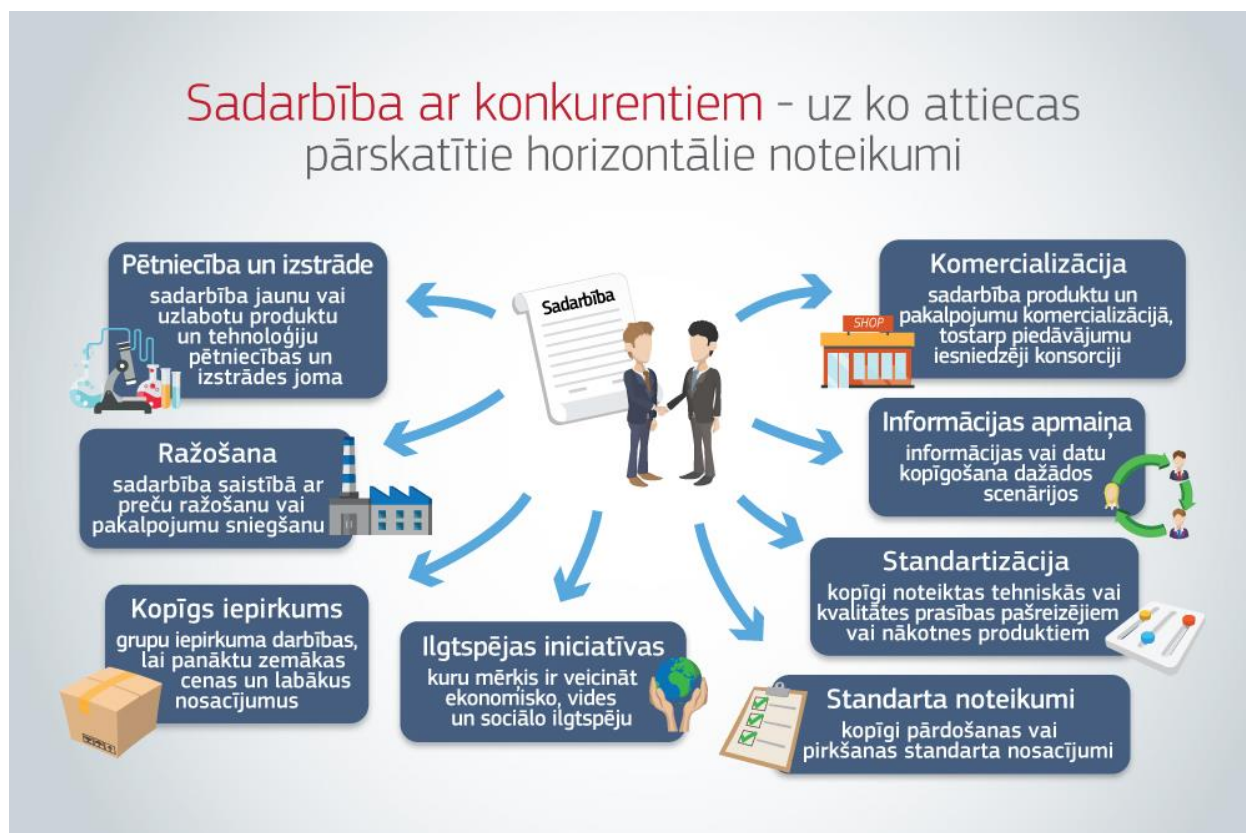 Sadarbība ar konkurentiem - uz ko attiecas
pārskatītie horizontālie noteikumi
Pētniecība un izstrāde
sadarbība jaunu vai
uzlabotu produktu
un tehnoloģiju
pētniecības un
izstrādes joma
Ražošana
sadarbība saistībā ar
preču ražošanu vai
pakalpojumu sniegšanu
Kopīgs iepirkums
grupu iepirkuma darbības,
lai panāktu zemākas
cenas un labākus
nosacījumus
Sadarbība
Ilgtspējas iniciatīvas
kuru mērķis ir veicināt
ekonomisko, vides
un sociālo ilgtspēju
Komercializācija
sadarbība produktu un
pakalpojumu komercializācijā,
tostarp piedāvājumu
iesniedzēji konsorciji
SHOP
Informācijas apmaiņa
informācijas vai datu
kopīgošana dažādos
scenārijos
Standartizācija
kopīgi noteiktas tehniskās vai
kvalitātes prasības pašreizējiem
vai nākotnes produktiem
Standarta noteikumi
kopīgi pārdošanas vai
pirkšanas standarta nosacījumi